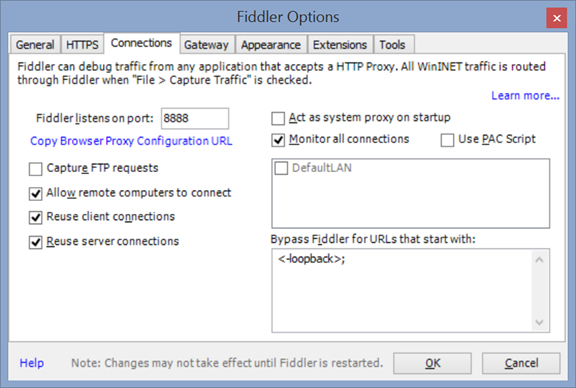 Fiddler Options
General HTTPS Connections Gateway Appearance Extensions Tools
Fiddler can debug traffic from any application that accepts a HTTP Proxy. All WinINET traffic is routed
through Fiddler when "File > Capture Traffic" is checked.
Learn more...
Fiddler listens on port: 8888
Copy Browser Proxy Configuration URL
Capture FTP requests
Allow remote computers to connect
Reuse client connections
Reuse server connections
Act as system proxy on startup
Monitor all connections Use PAC Script
DefaultLAN
Bypass Fiddler for URLs that start with:
<-loopback>;
Help Note: Changes may not take effect until Fiddler is restarted. OK Cancel